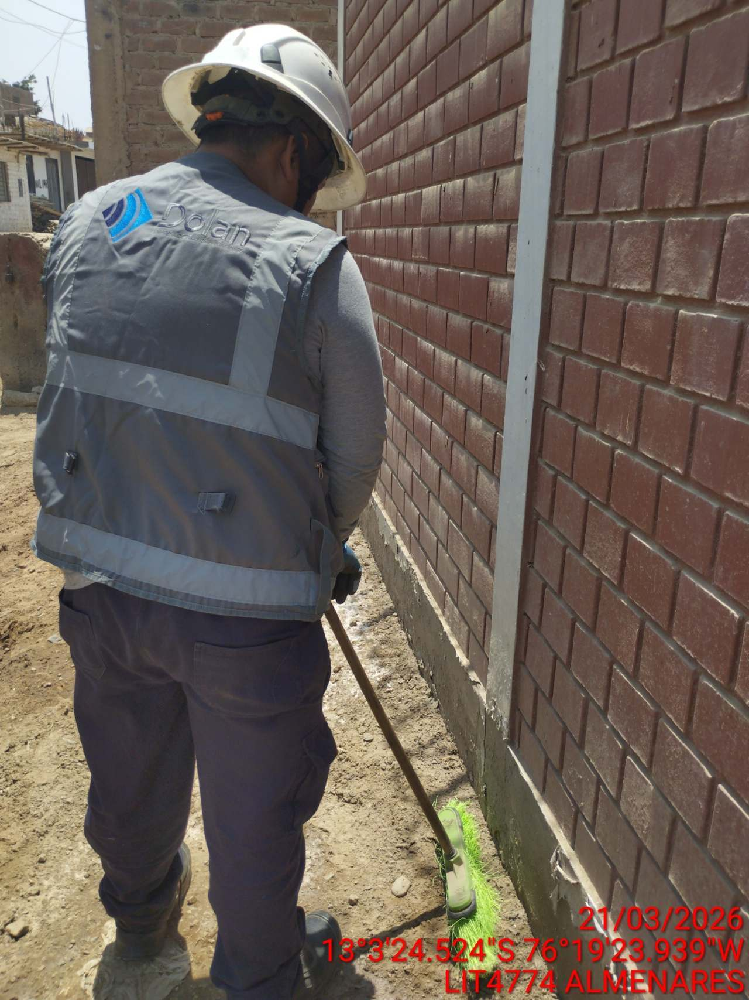 Dolan
21/03/2026
13°3'24.524"S 76°19'23.939"W
LIT4774 ALMENARES